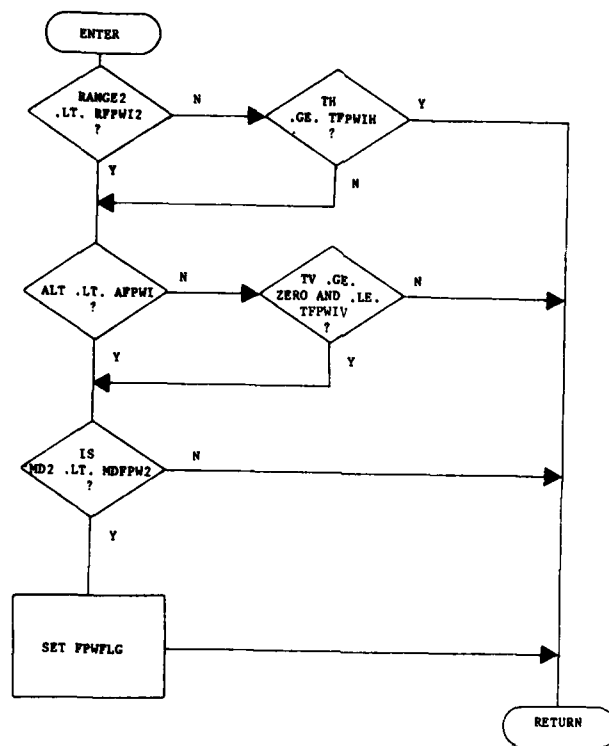 ENTER
RANGE2
.LT. RFPWI2
?
N
TH
.GE. TFPWIH
?
Y
Y
N
ALT .LT. AFPWI
?
N
TV .GE.
ZERO AND .LE.
TFPWIV
?
N
Y
Y
IS
MD2 .LT. MDFPW2
?
N
Y
SET FPWFLG
RETURN